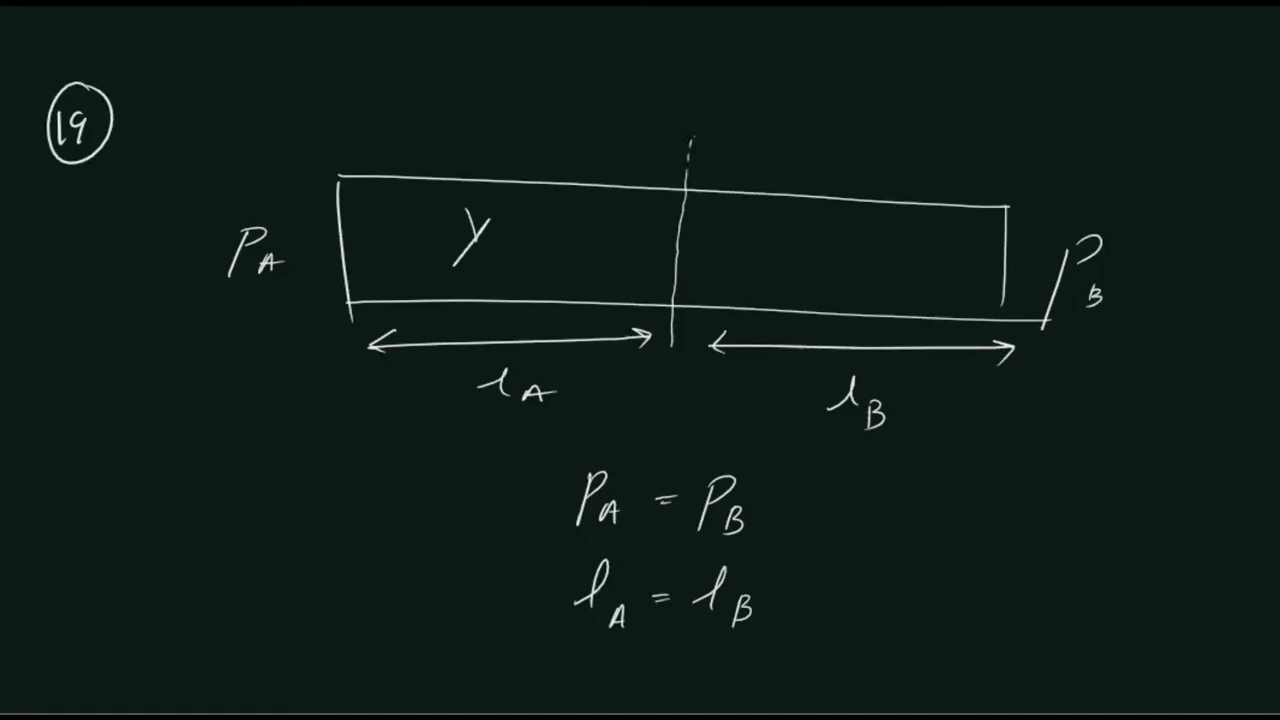 19
P_A Y P_B
l_A l_B
P_A = P_B
l_A = l_B